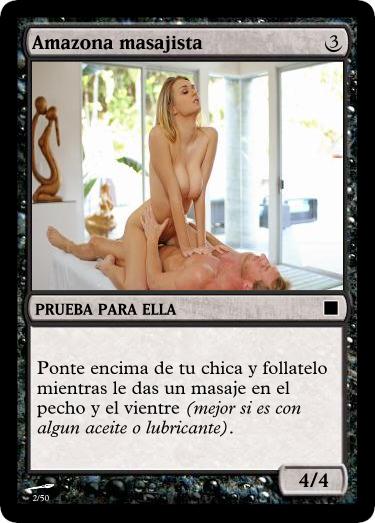 Amazona masajista 3
PRUEBA PARA ELLA
Ponte encima de tu chica y follatelo
mientras le das un masaje en el
pecho y el vientre (mejor si es con
algun aceite o lubricante).
4/4
2/50